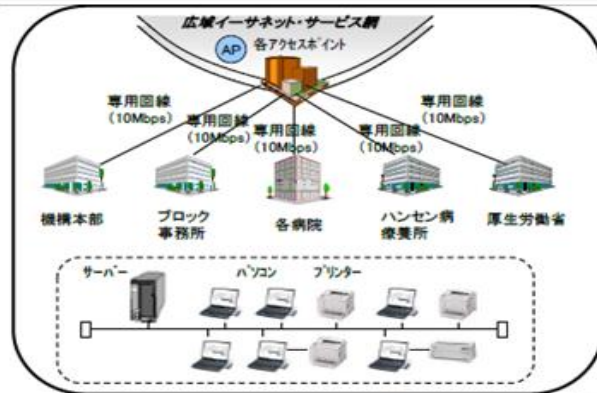 広域イーサネット・サービス網
AP 各アクセスポイント
専用回線
(10Mbps)
専用回線
(10Mbps)
専用回線
(10Mbps)
専用回線
(10Mbps)
専用回線
(10Mbps)
機構本部
ブロック
事務所
各病院
ハンセン病
療養所
厚生労働省
サーバー
パソコン
プリンター